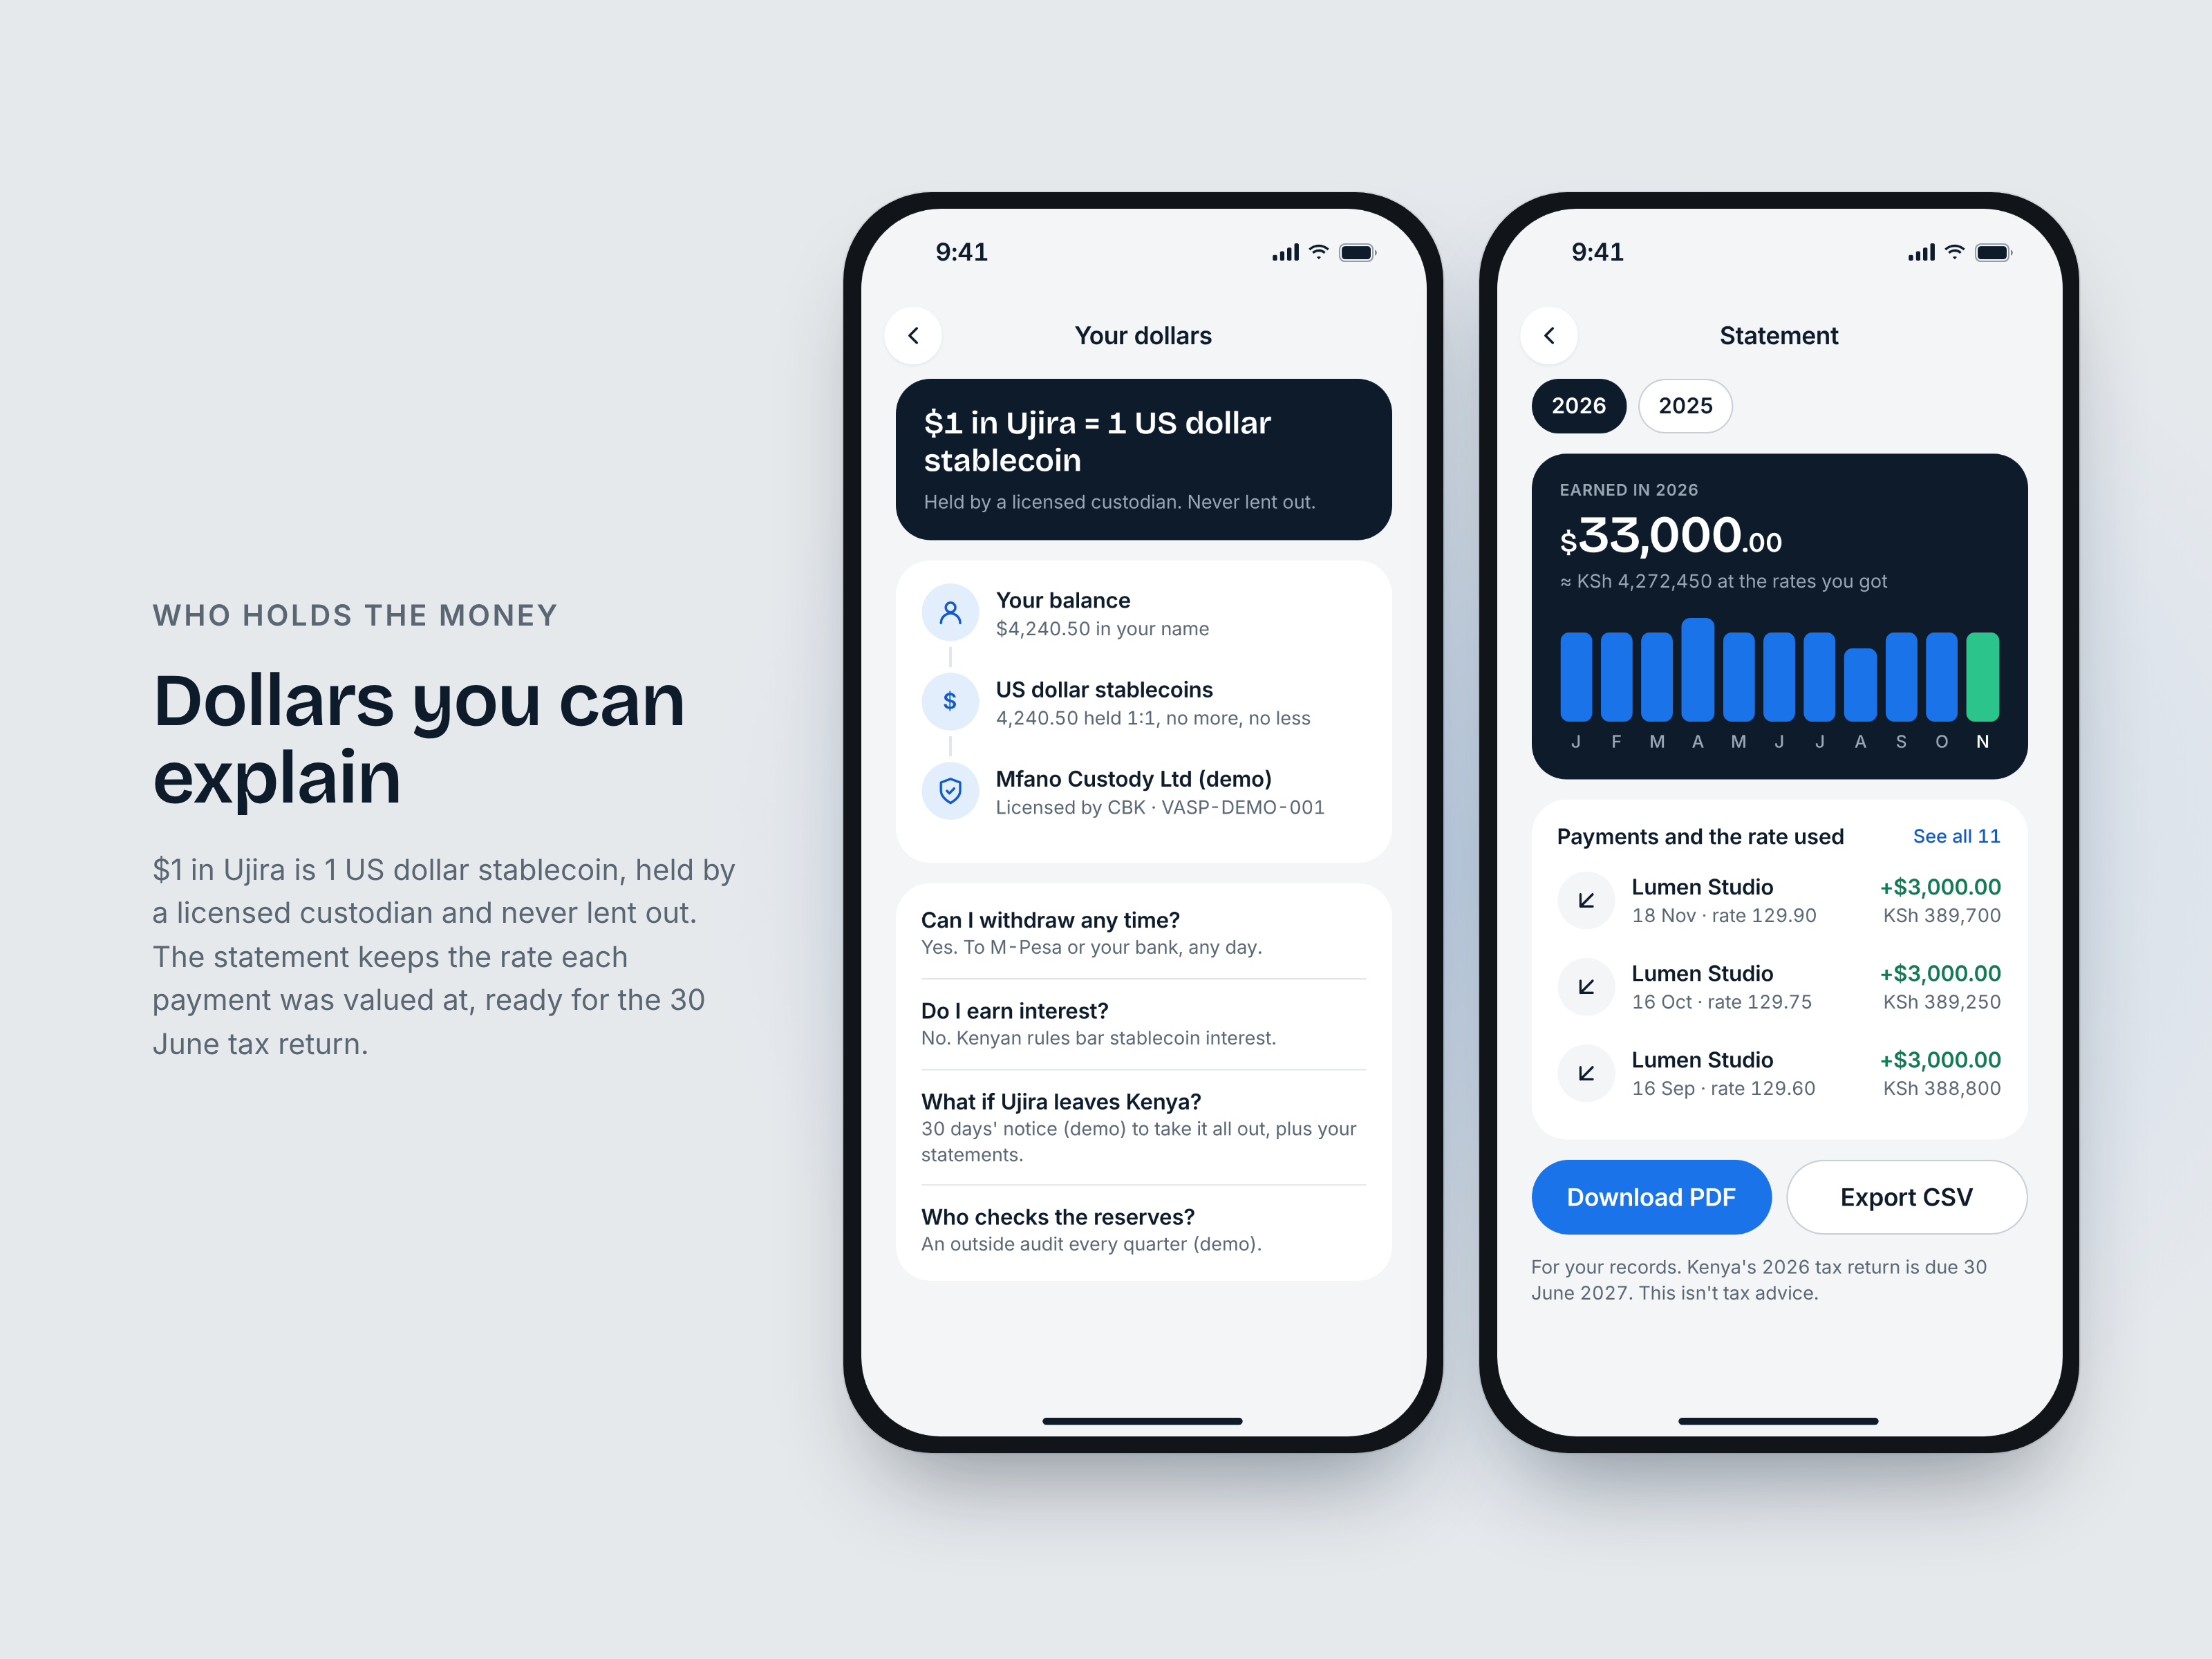 WHO HOLDS THE MONEY
Dollars you can
explain
$1 in Ujira is 1 US dollar stablecoin, held by
a licensed custodian and never lent out.
The statement keeps the rate each
payment was valued at, ready for the 30
June tax return.
9:41
Your dollars
$1 in Ujira = 1 US dollar
stablecoin
Held by a licensed custodian. Never lent out.
Your balance
$4,240.50 in your name
$
US dollar stablecoins
4,240.50 held 1:1, no more, no less
Mfano Custody Ltd (demo)
Licensed by CBK · VASP-DEMO-001
Can I withdraw any time?
Yes. To M-Pesa or your bank, any day.
Do I earn interest?
No. Kenyan rules bar stablecoin interest.
What if Ujira leaves Kenya?
30 days' notice (demo) to take it all out, plus your
statements.
Who checks the reserves?
An outside audit every quarter (demo).
9:41
Statement
2026 2025
EARNED IN 2026
$33,000.00
≈ KSh 4,272,450 at the rates you got
J F M A M J J A S O N
Payments and the rate used See all 11
Lumen Studio +$3,000.00
18 Nov · rate 129.90 KSh 389,700
Lumen Studio +$3,000.00
16 Oct · rate 129.75 KSh 389,250
Lumen Studio +$3,000.00
16 Sep · rate 129.60 KSh 388,800
Download PDF Export CSV
For your records. Kenya's 2026 tax return is due 30
June 2027. This isn't tax advice.